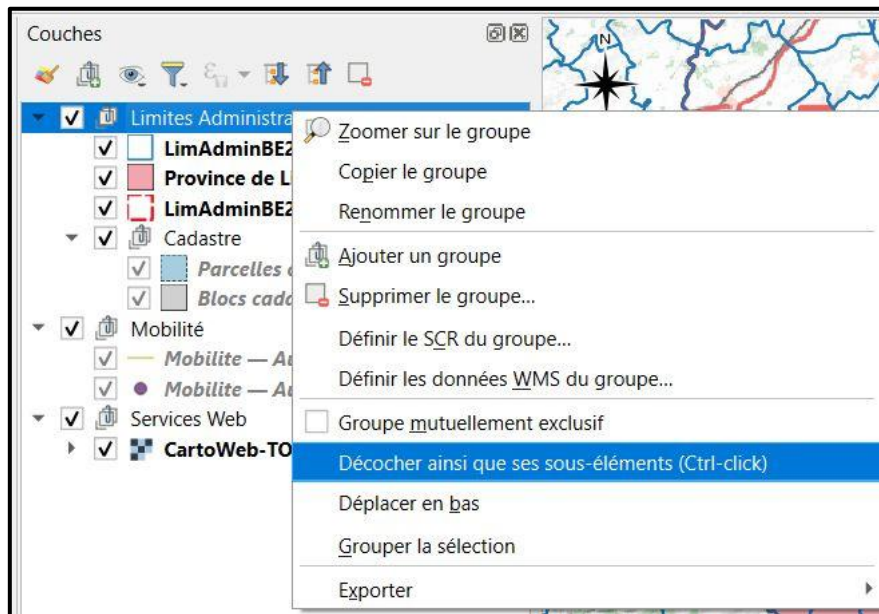 Couches
N
Limites Administra
LimAdminBE2
Province de L
LimAdminBE2
Cadastre
Parcelles
Blocs cada
Mobilité
Mobilite — A
Mobilite — A
Services Web
CartoWeb-TO
Zoomer sur le groupe
Copier le groupe
Renommer le groupe
Ajouter un groupe
Supprimer le groupe...
Définir le SCR du groupe...
Définir les données WMS du groupe...
Groupe mutuellement exclusif
Décocher ainsi que ses sous-éléments (Ctrl-click)
Déplacer en bas
Grouper la sélection
Exporter